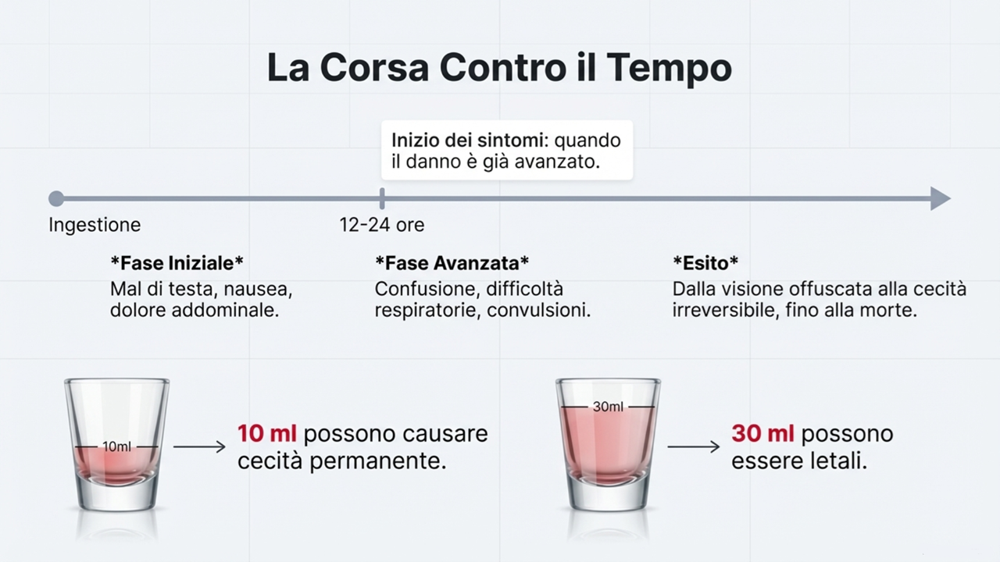 La Corsa Contro il Tempo
Inizio dei sintomi: quando
il danno è già avanzato.
Ingestione
12-24 ore
*Fase Iniziale*
Mal di testa, nausea,
dolore addominale.
*Fase Avanzata*
Confusione, difficoltà
respiratorie, convulsioni.
*Esito*
Dalla visione offuscata alla cecità
irreversibile, fino alla morte.
10ml
10 ml possono causare
cecità permanente.
30ml
30 ml possono
essere letali.